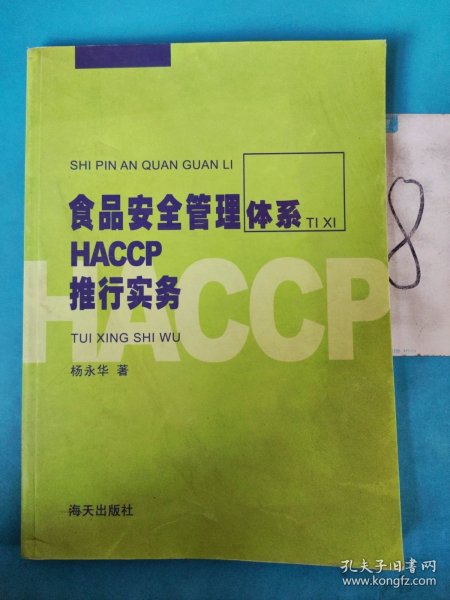 SHI PIN AN QUAN GUAN LI
食品安全管理体系 TI XI
HACCP
HACCP
推行实务
TUI XING SHI WU
杨永华 著
海天出版社
8
孔夫子旧书网
www.kongfz.com